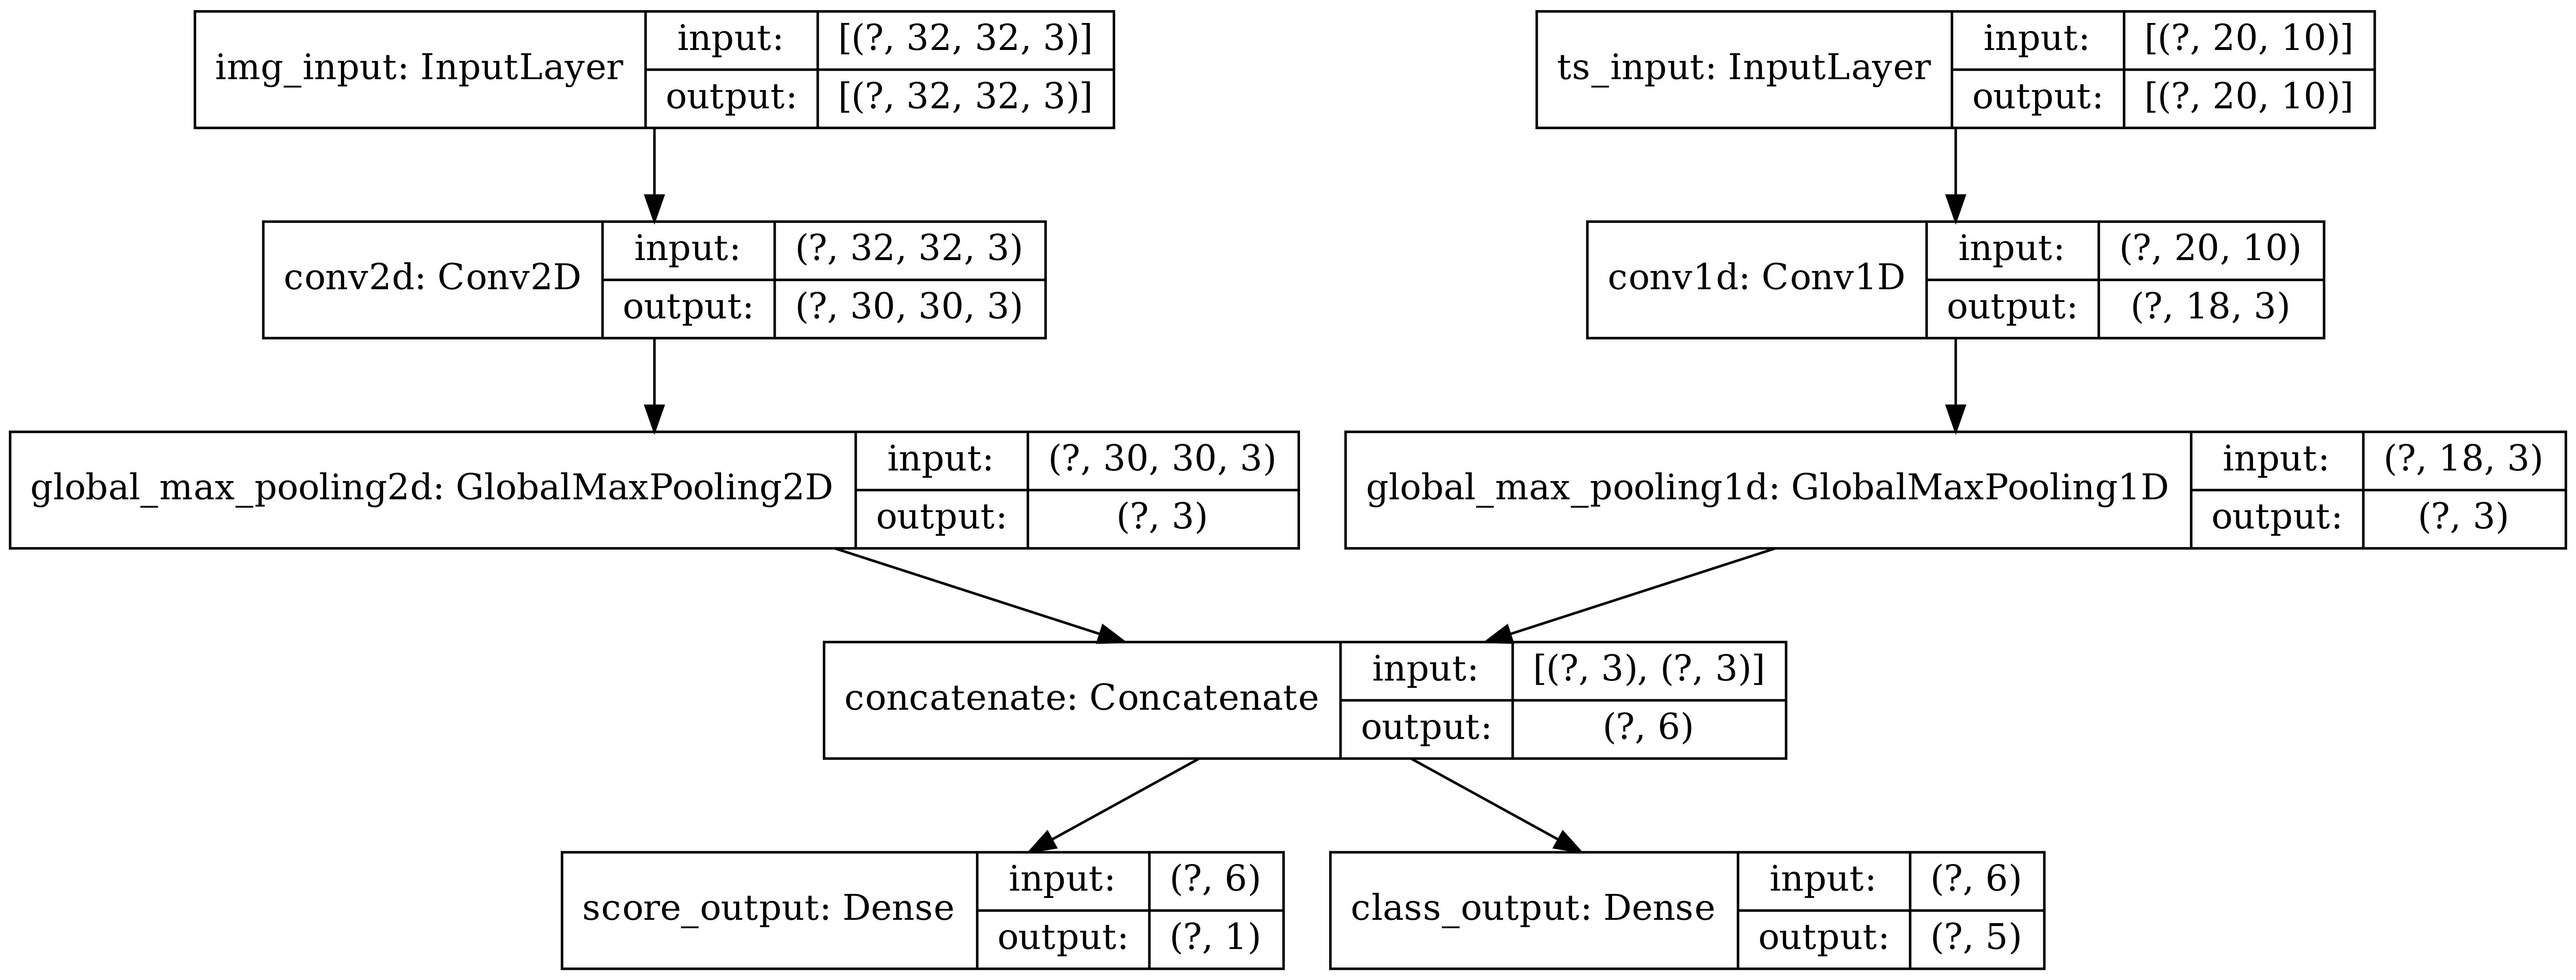 img_input: InputLayer
input:
[(?, 32, 32, 3)]
output:
[(?, 32, 32, 3)]
ts_input: InputLayer
input:
[(?, 20, 10)]
output:
[(?, 20, 10)]
conv2d: Conv2D
input:
(?, 32, 32, 3)
output:
(?, 30, 30, 3)
conv1d: Conv1D
input:
(?, 20, 10)
output:
(?, 18, 3)
global_max_pooling2d: GlobalMaxPooling2D
input:
(?, 30, 30, 3)
output:
(?, 3)
global_max_pooling1d: GlobalMaxPooling1D
input:
(?, 18, 3)
output:
(?, 3)
concatenate: Concatenate
input:
[(?, 3), (?, 3)]
output:
(?, 6)
score_output: Dense
input:
(?, 6)
output:
(?, 1)
class_output: Dense
input:
(?, 6)
output:
(?, 5)